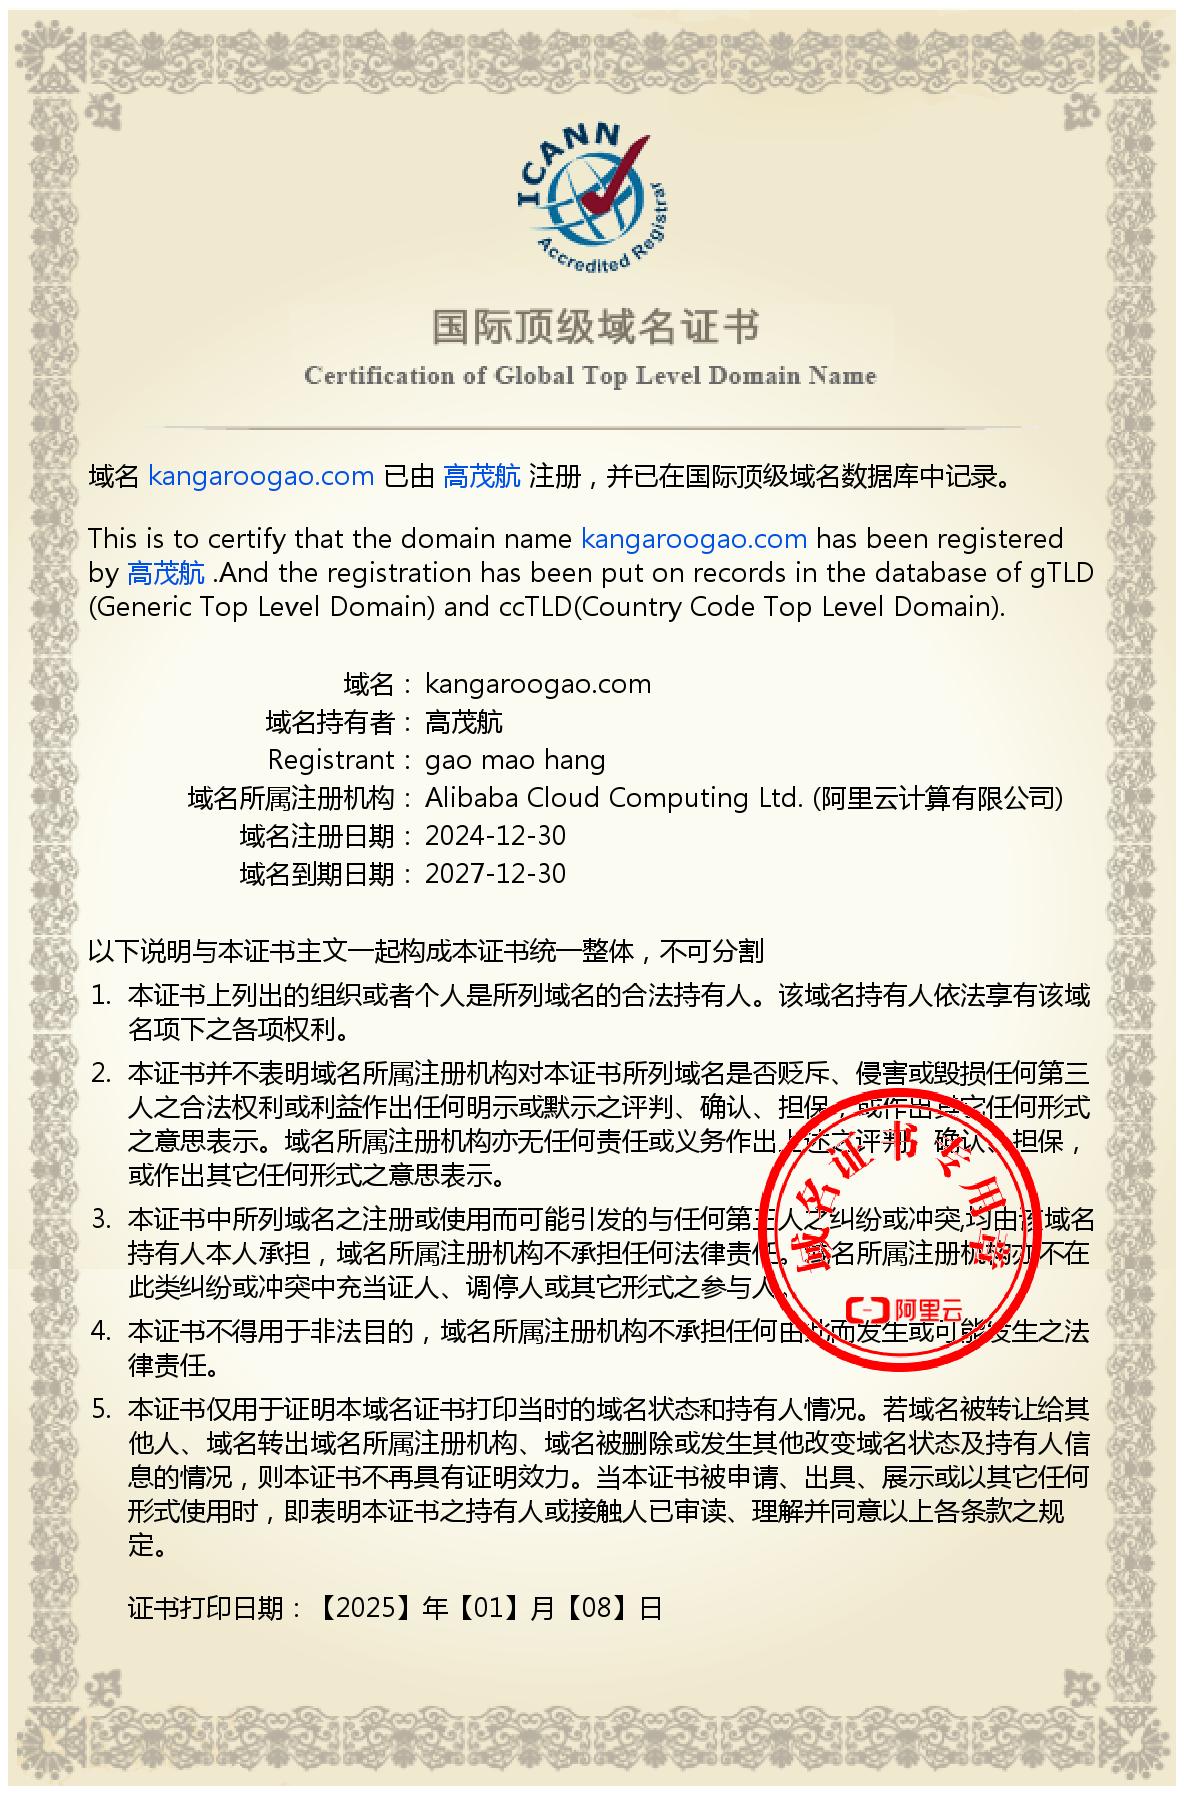 ICANN
Accredited Registrar
国际顶级域名证书
Certification of Global Top Level Domain Name
域名 kangaroogao.com 已由 高茂航 注册，并已在国际顶级域名数据库中记录。
This is to certify that the domain name kangaroogao.com has been registered
by 高茂航 .And the registration has been put on records in the database of gTLD
(Generic Top Level Domain) and ccTLD(Country Code Top Level Domain).
域名： kangaroogao.com
域名持有者： 高茂航
Registrant： gao mao hang
域名所属注册机构： Alibaba Cloud Computing Ltd. (阿里云计算有限公司)
域名注册日期： 2024-12-30
域名到期日期： 2027-12-30
以下说明与本证书主文一起构成本证书统一整体，不可分割
1. 本证书上列出的组织或者个人是所列域名的合法持有人。该域名持有人依法享有该域
名项下之各项权利。
2. 本证书并不表明域名所属注册机构对本证书所列域名是否贬斥、侵害或毁损任何第三
人之合法权利或利益作出任何明示或默示之评判、确认、担保，或作出其它任何形式
之意思表示。域名所属注册机构亦无任何责任或义务作出上述之评判、确认、担保，
或作出其它任何形式之意思表示。
3. 本证书中所列域名之注册或使用而可能引发的与任何第三人之纠纷或冲突,均由该域名
持有人本人承担，域名所属注册机构不承担任何法律责任。域名所属注册机构亦不在
此类纠纷或冲突中充当证人、调停人或其它形式之参与人。
4. 本证书不得用于非法目的，域名所属注册机构不承担任何由此而发生或可能发生之法
律责任。
5. 本证书仅用于证明本域名证书打印当时的域名状态和持有人情况。若域名被转让给其
他人、域名转出域名所属注册机构、域名被删除或发生其他改变域名状态及持有人信
息的情况，则本证书不再具有证明效力。当本证书被申请、出具、展示或以其它任何
形式使用时，即表明本证书之持有人或接触人已审读、理解并同意以上各条款之规
定。
域名证书公用章
阿里云
证书打印日期：【2025】年【01】月【08】日